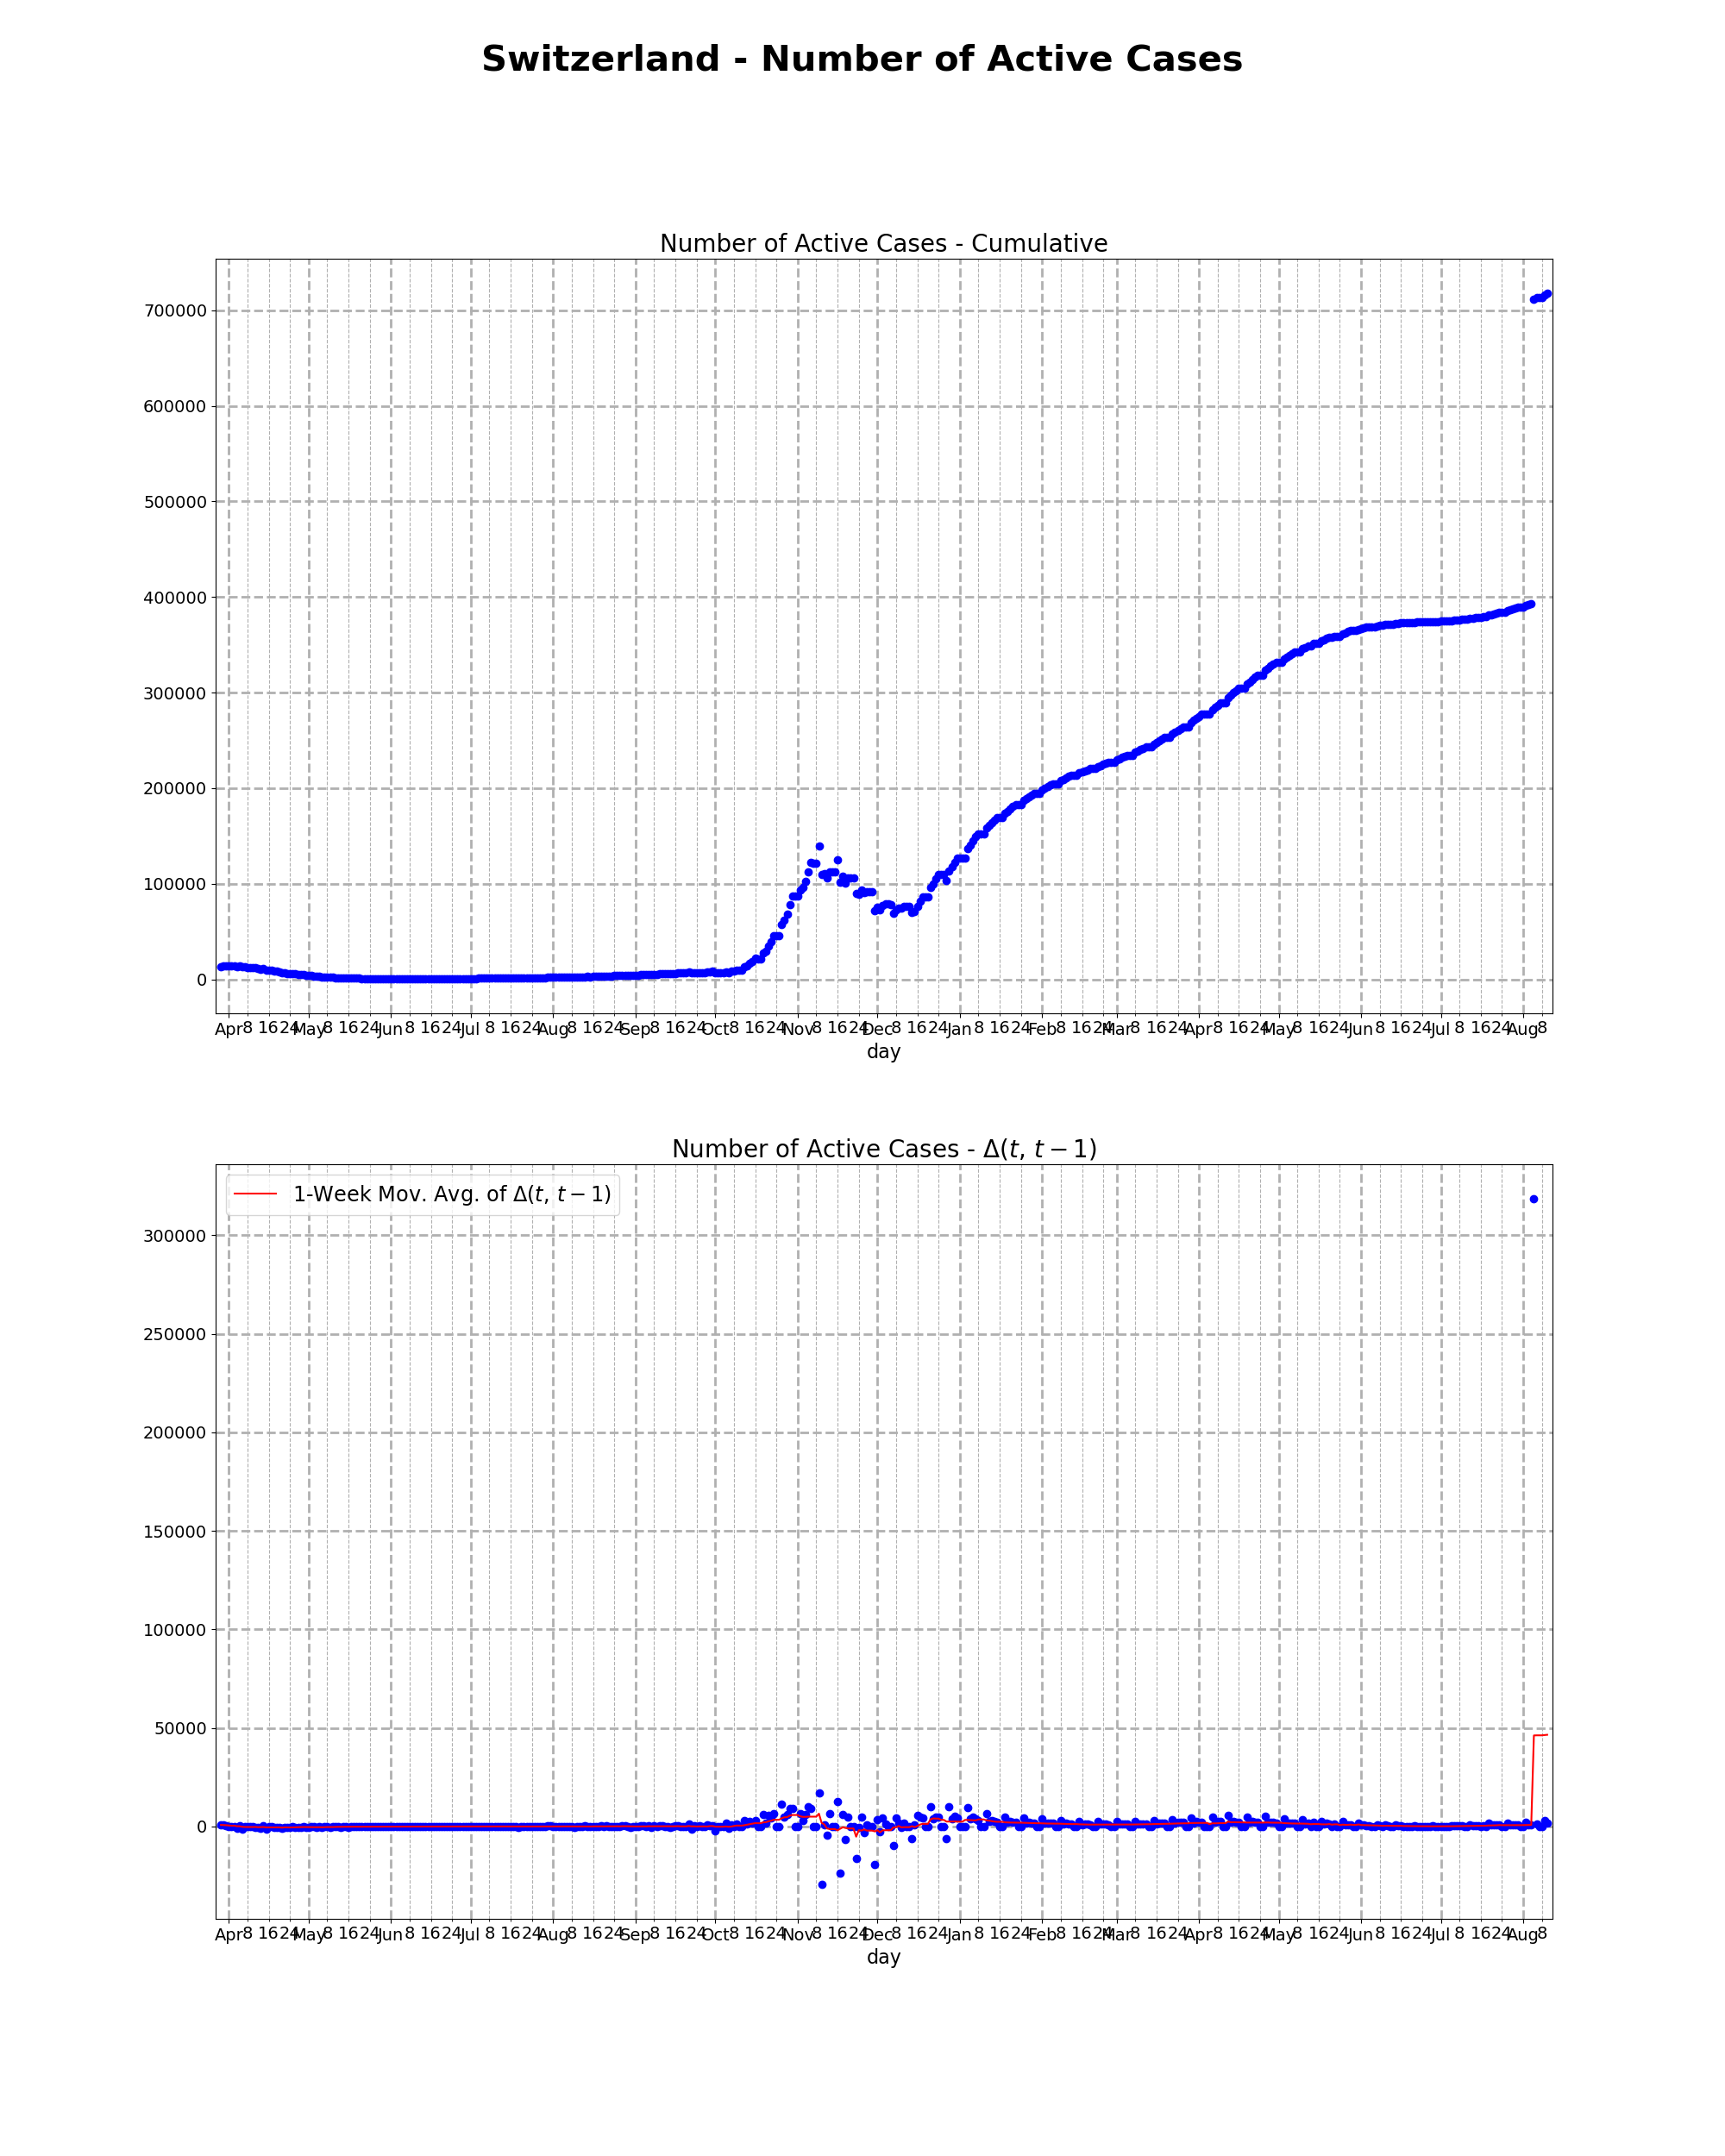 Switzerland - Number of Active Cases
Number of Active Cases - Cumulative
700000
600000
500000
400000
300000
200000
100000
0
Apr 8 16 24 May 8 16 24 Jun 8 16 24 Jul 8 16 24 Aug 8 16 24 Sep 8 16 24 Oct 8 16 24 Nov 8 16 24 Dec 8 16 24 Jan 8 16 24 Feb 8 16 24 Mar 8 16 24 Apr 8 16 24 May 8 16 24 Jun 8 16 24 Jul 8 16 24 Aug 8
day
Number of Active Cases - Δ(t, t − 1)
1-Week Mov. Avg. of Δ(t, t − 1)
300000
250000
200000
150000
100000
50000
0
Apr 8 16 24 May 8 16 24 Jun 8 16 24 Jul 8 16 24 Aug 8 16 24 Sep 8 16 24 Oct 8 16 24 Nov 8 16 24 Dec 8 16 24 Jan 8 16 24 Feb 8 16 24 Mar 8 16 24 Apr 8 16 24 May 8 16 24 Jun 8 16 24 Jul 8 16 24 Aug 8
day